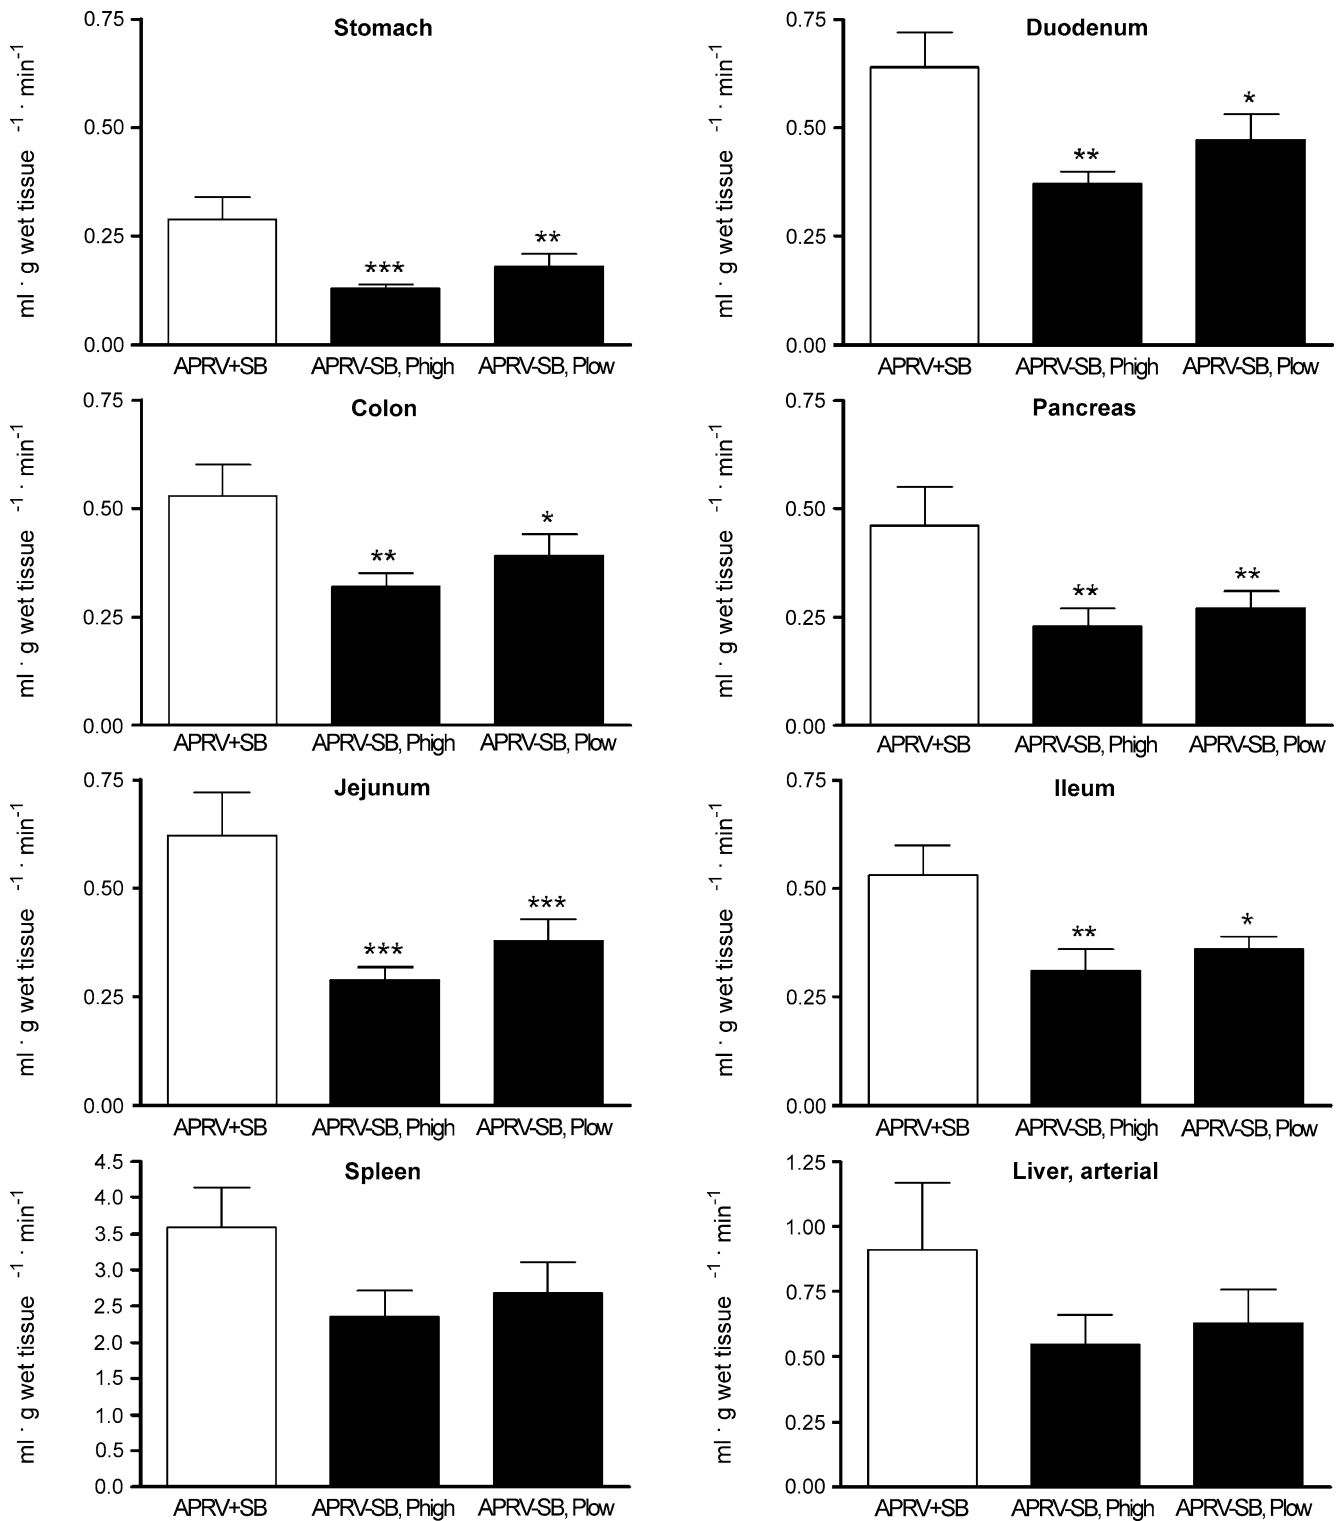 Stomach
ml · g wet tissue -1 · min-1
0.75
0.50
0.25
0.00
***
**
APRV+SB
APRV-SB, Phigh
APRV-SB, Plow
Duodenum
ml · g wet tissue -1 · min-1
0.75
0.50
0.25
0.00
**
*
APRV+SB
APRV-SB, Phigh
APRV-SB, Plow
Colon
ml · g wet tissue -1 · min-1
0.75
0.50
0.25
0.00
**
*
APRV+SB
APRV-SB, Phigh
APRV-SB, Plow
Pancreas
ml · g wet tissue -1 · min-1
0.75
0.50
0.25
0.00
**
**
APRV+SB
APRV-SB, Phigh
APRV-SB, Plow
Jejunum
ml · g wet tissue -1 · min-1
0.75
0.50
0.25
0.00
***
***
APRV+SB
APRV-SB, Phigh
APRV-SB, Plow
Ileum
ml · g wet tissue -1 · min-1
0.75
0.50
0.25
0.00
**
*
APRV+SB
APRV-SB, Phigh
APRV-SB, Plow
Spleen
ml · g wet tissue -1 · min-1
4.5
4.0
3.5
3.0
2.5
2.0
1.5
1.0
0.5
0.0
APRV+SB
APRV-SB, Phigh
APRV-SB, Plow
Liver, arterial
ml · g wet tissue -1 · min-1
1.25
1.00
0.75
0.50
0.25
0.00
APRV+SB
APRV-SB, Phigh
APRV-SB, Plow